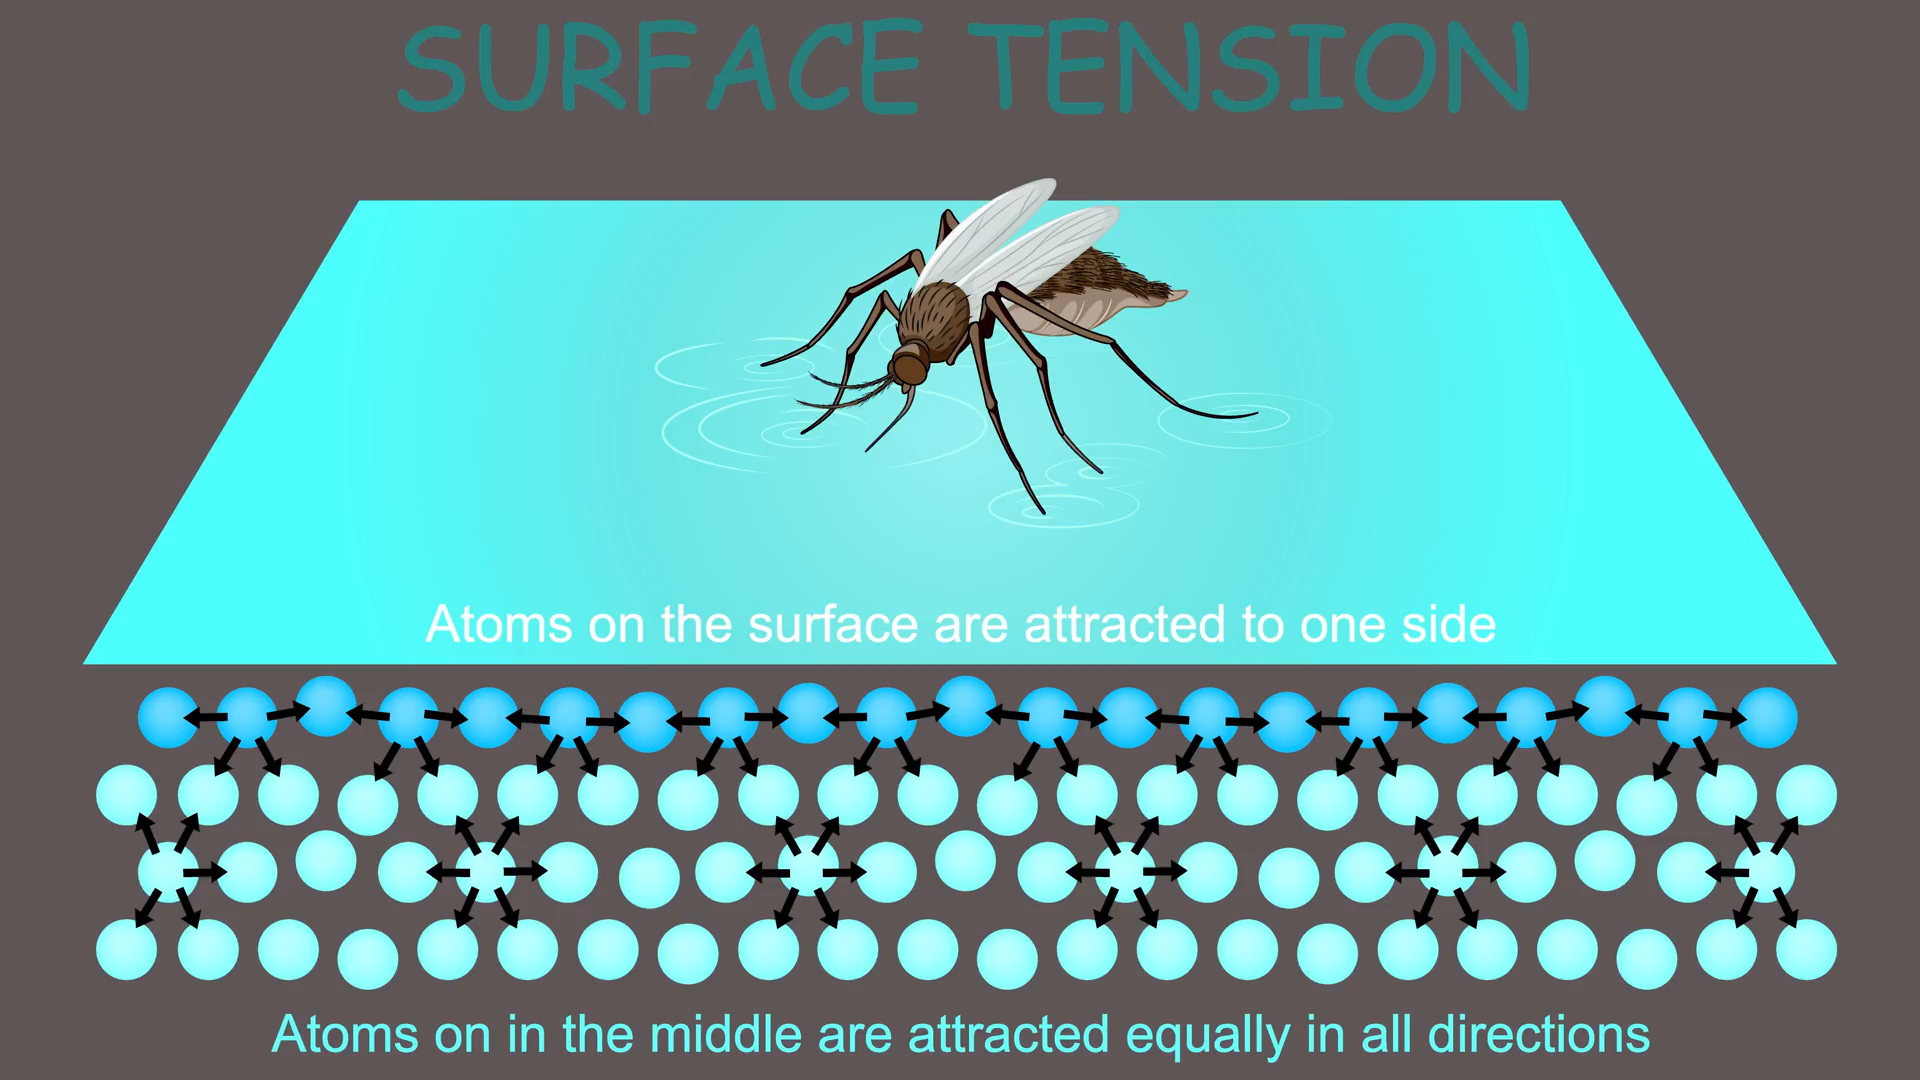 SURFACE TENSION
Atoms on the surface are attracted to one side
Atoms on in the middle are attracted equally in all directions